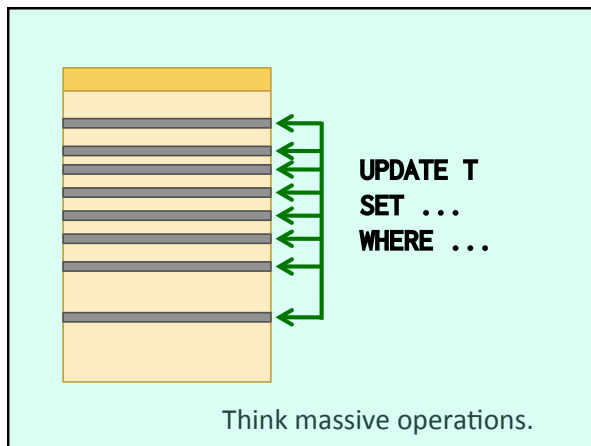 UPDATE T
SET ...
WHERE ...
Think massive operations.